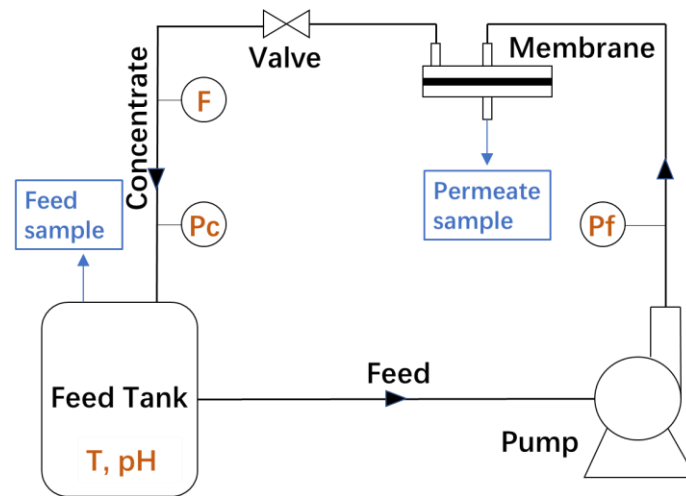 Valve
Membrane
Concentrate
F
Feed
sample
Pc
Permeate
sample
Pf
Feed Tank
T, pH
Feed
Pump